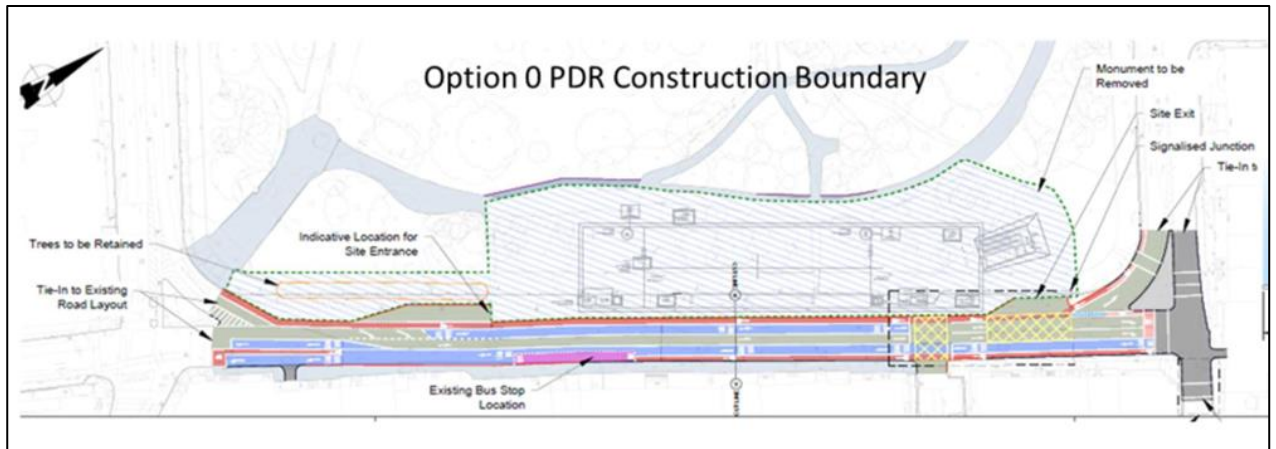 Option 0 PDR Construction Boundary
Monument to be
Removed
Site Exit
Signalised Junction
Tie-In t
Trees to be Retained
Indicative Location for
Site Entrance
Tie-In to Existing
Road Layout
Existing Bus Stop
Location